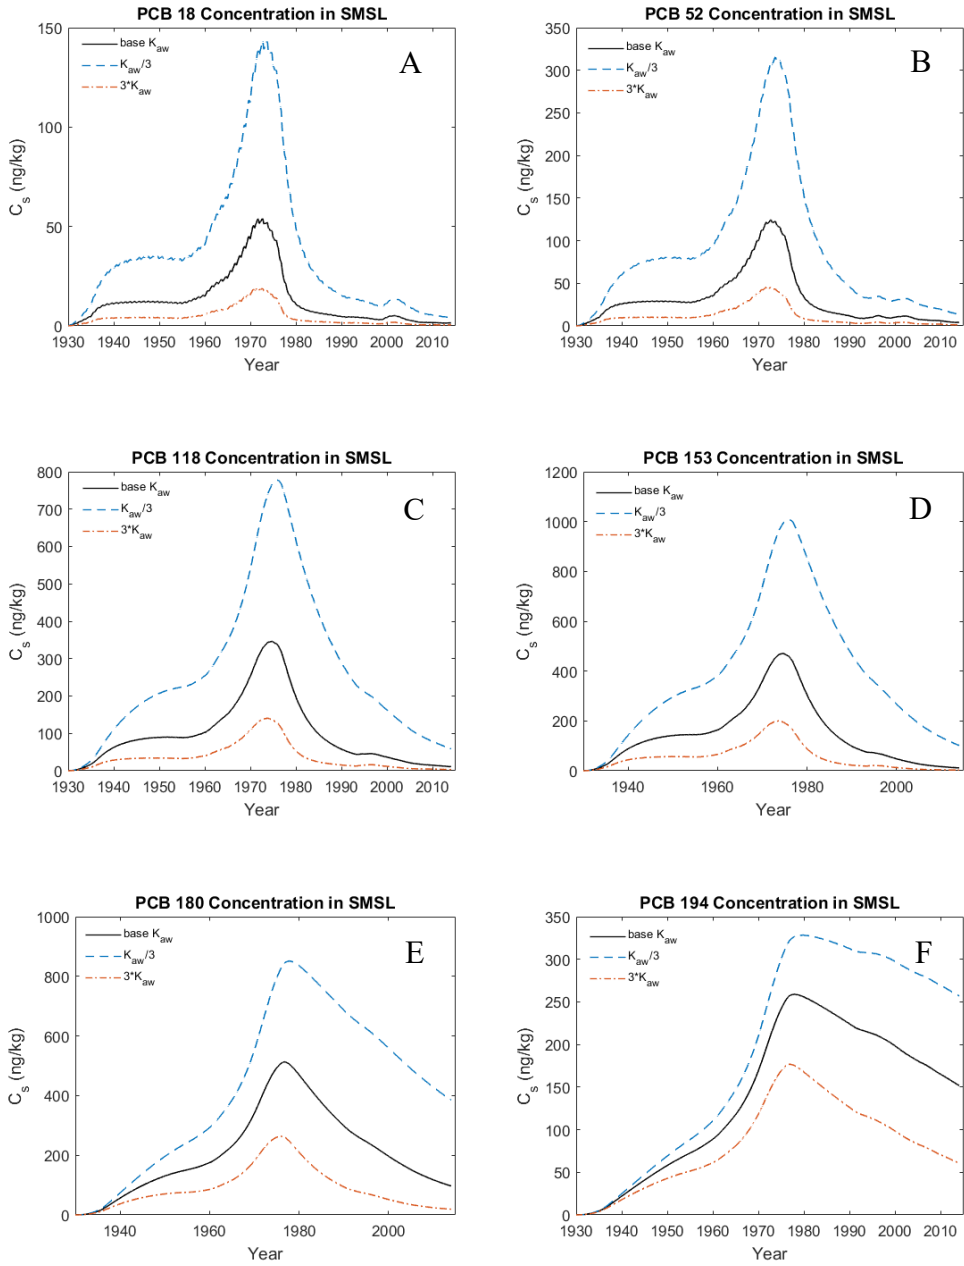 PCB 18 Concentration in SMSL
base Kaw
Kaw/3
3*Kaw
A
Cs (ng/kg)
150
100
50
0
1930 1940 1950 1960 1970 1980 1990 2000 2010
Year
PCB 52 Concentration in SMSL
base Kaw
Kaw/3
3*Kaw
B
Cs (ng/kg)
350
300
250
200
150
100
50
0
1930 1940 1950 1960 1970 1980 1990 2000 2010
Year
PCB 118 Concentration in SMSL
base Kaw
Kaw/3
3*Kaw
C
Cs (ng/kg)
800
700
600
500
400
300
200
100
0
1930 1940 1950 1960 1970 1980 1990 2000 2010
Year
PCB 153 Concentration in SMSL
base Kaw
Kaw/3
3*Kaw
D
Cs (ng/kg)
1200
1000
800
600
400
200
0
1940 1960 1980 2000
Year
PCB 180 Concentration in SMSL
base Kaw
Kaw/3
3*Kaw
E
Cs (ng/kg)
1000
800
600
400
200
0
1940 1960 1980 2000
Year
PCB 194 Concentration in SMSL
base Kaw
Kaw/3
3*Kaw
F
Cs (ng/kg)
350
300
250
200
150
100
50
0
1930 1940 1950 1960 1970 1980 1990 2000 2010
Year